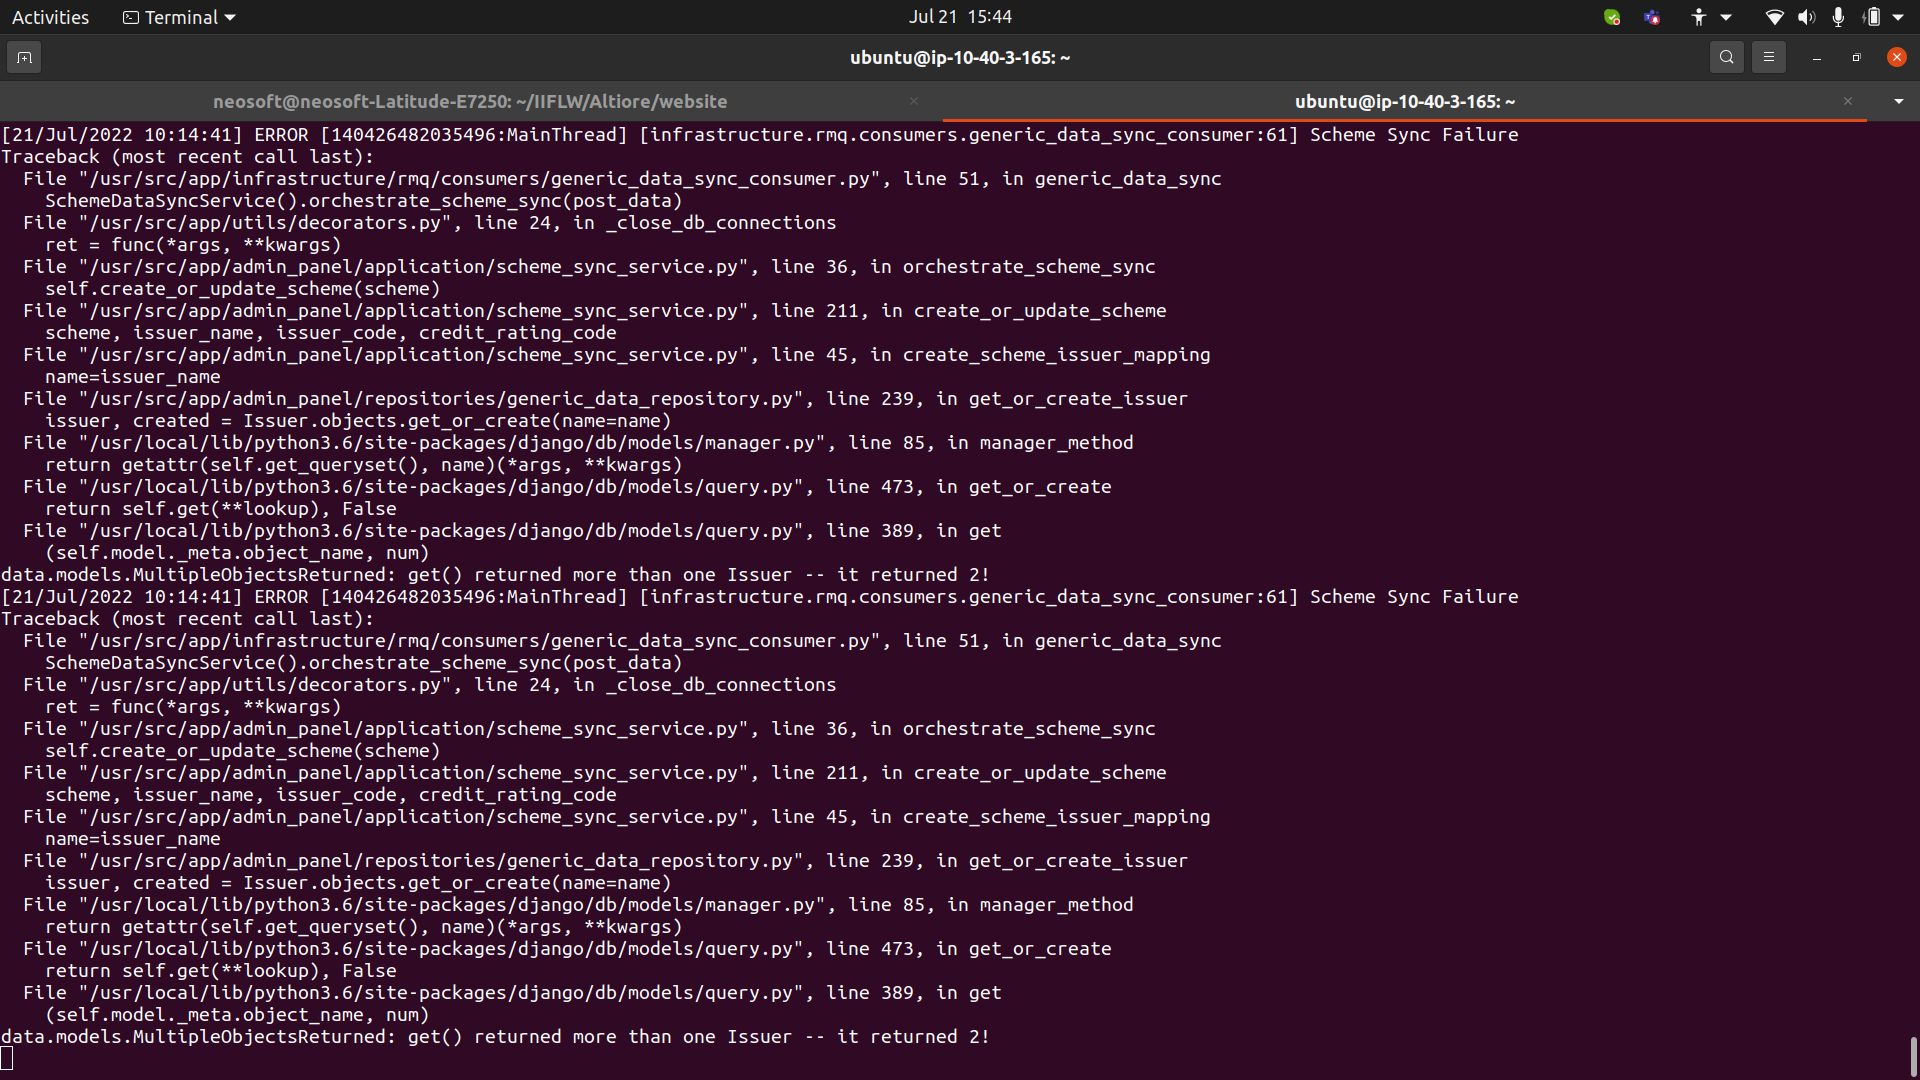 Activities Terminal Jul 21 15:44
ubuntu@ip-10-40-3-165: ~
neosoft@neosoft-Latitude-E7250: ~/IIFLW/Altiore/website ubuntu@ip-10-40-3-165: ~
[21/Jul/2022 10:14:41] ERROR [140426482035496:MainThread] [infrastructure.rmq.consumers.generic_data_sync_consumer:61] Scheme Sync Failure
Traceback (most recent call last):
  File "/usr/src/app/infrastructure/rmq/consumers/generic_data_sync_consumer.py", line 51, in generic_data_sync
    SchemeDataSyncService().orchestrate_scheme_sync(post_data)
  File "/usr/src/app/utils/decorators.py", line 24, in _close_db_connections
    ret = func(*args, **kwargs)
  File "/usr/src/app/admin_panel/application/scheme_sync_service.py", line 36, in orchestrate_scheme_sync
    self.create_or_update_scheme(scheme)
  File "/usr/src/app/admin_panel/application/scheme_sync_service.py", line 211, in create_or_update_scheme
    scheme, issuer_name, issuer_code, credit_rating_code
  File "/usr/src/app/admin_panel/application/scheme_sync_service.py", line 45, in create_scheme_issuer_mapping
    name=issuer_name
  File "/usr/src/app/admin_panel/repositories/generic_data_repository.py", line 239, in get_or_create_issuer
    issuer, created = Issuer.objects.get_or_create(name=name)
  File "/usr/local/lib/python3.6/site-packages/django/db/models/manager.py", line 85, in manager_method
    return getattr(self.get_queryset(), name)(*args, **kwargs)
  File "/usr/local/lib/python3.6/site-packages/django/db/models/query.py", line 473, in get_or_create
    return self.get(**lookup), False
  File "/usr/local/lib/python3.6/site-packages/django/db/models/query.py", line 389, in get
    (self.model._meta.object_name, num)
data.models.MultipleObjectsReturned: get() returned more than one Issuer -- it returned 2!
[21/Jul/2022 10:14:41] ERROR [140426482035496:MainThread] [infrastructure.rmq.consumers.generic_data_sync_consumer:61] Scheme Sync Failure
Traceback (most recent call last):
  File "/usr/src/app/infrastructure/rmq/consumers/generic_data_sync_consumer.py", line 51, in generic_data_sync
    SchemeDataSyncService().orchestrate_scheme_sync(post_data)
  File "/usr/src/app/utils/decorators.py", line 24, in _close_db_connections
    ret = func(*args, **kwargs)
  File "/usr/src/app/admin_panel/application/scheme_sync_service.py", line 36, in orchestrate_scheme_sync
    self.create_or_update_scheme(scheme)
  File "/usr/src/app/admin_panel/application/scheme_sync_service.py", line 211, in create_or_update_scheme
    scheme, issuer_name, issuer_code, credit_rating_code
  File "/usr/src/app/admin_panel/application/scheme_sync_service.py", line 45, in create_scheme_issuer_mapping
    name=issuer_name
  File "/usr/src/app/admin_panel/repositories/generic_data_repository.py", line 239, in get_or_create_issuer
    issuer, created = Issuer.objects.get_or_create(name=name)
  File "/usr/local/lib/python3.6/site-packages/django/db/models/manager.py", line 85, in manager_method
    return getattr(self.get_queryset(), name)(*args, **kwargs)
  File "/usr/local/lib/python3.6/site-packages/django/db/models/query.py", line 473, in get_or_create
    return self.get(**lookup), False
  File "/usr/local/lib/python3.6/site-packages/django/db/models/query.py", line 389, in get
    (self.model._meta.object_name, num)
data.models.MultipleObjectsReturned: get() returned more than one Issuer -- it returned 2!